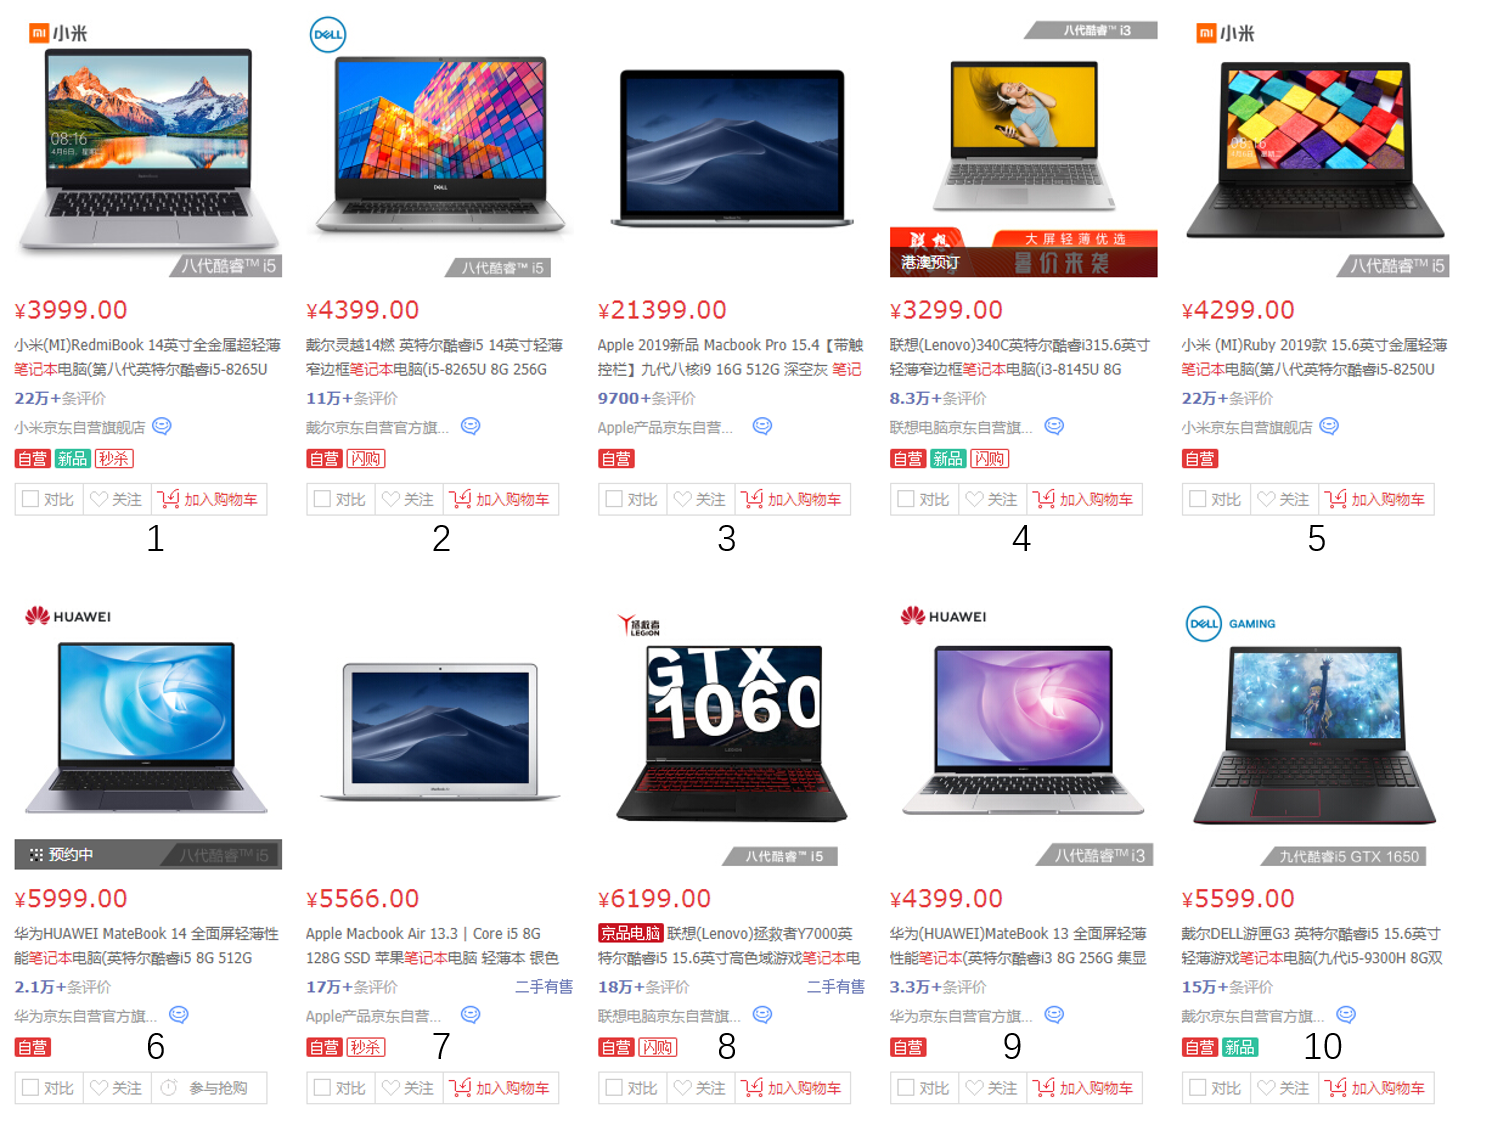 小米
DELL
八代酷睿™ i3
小米
08:16
4月6日，星期二
DELL
08:16
联想
大屏轻薄优选
港澳预订
暑价来袭
八代酷睿™ i5
八代酷睿™ i5
八代酷睿™ i5
¥3999.00
¥4399.00
¥21399.00
¥3299.00
¥4299.00
小米(MI)RedmiBook 14英寸全金属超轻薄
笔记本电脑(第八代英特尔酷睿i5-8265U
戴尔灵越14燃 英特尔酷睿i5 14英寸轻薄
窄边框笔记本电脑(i5-8265U 8G 256G
Apple 2019新品 Macbook Pro 15.4【带触
控栏】九代八核i9 16G 512G 深空灰 笔记
联想(Lenovo)340C英特尔酷睿i315.6英寸
轻薄窄边框笔记本电脑(i3-8145U 8G
小米 (MI)Ruby 2019款 15.6英寸金属轻薄
笔记本电脑(第八代英特尔酷睿i5-8250U
22万+条评价
11万+条评价
9700+条评价
8.3万+条评价
22万+条评价
小米京东自营旗舰店
戴尔京东自营官方旗...
Apple产品京东自营...
联想电脑京东自营旗...
小米京东自营旗舰店
自营 新品 秒杀
自营 闪购
自营
自营 新品 闪购
自营
对比 关注 加入购物车
对比 关注 加入购物车
对比 关注 加入购物车
对比 关注 加入购物车
对比 关注 加入购物车
1
2
3
4
5
HUAWEI
拯救者
LEGION
HUAWEI
DELL GAMING
GTX
1060
LEGION
预约中
八代酷睿™ i5
八代酷睿™ i5
八代酷睿™ i3
九代酷睿i5 GTX 1650
¥5999.00
¥5566.00
¥6199.00
¥4399.00
¥5599.00
华为HUAWEI MateBook 14 全面屏轻薄性
能笔记本电脑(英特尔酷睿i5 8G 512G
Apple Macbook Air 13.3 | Core i5 8G
128G SSD 苹果笔记本电脑 轻薄本 银色
京品电脑 联想(Lenovo)拯救者Y7000英
特尔酷睿i5 15.6英寸高色域游戏笔记本电
华为(HUAWEI)MateBook 13 全面屏轻薄
性能笔记本(英特尔酷睿i3 8G 256G 集显
戴尔DELL游匣G3 英特尔酷睿i5 15.6英寸
轻薄游戏笔记本电脑(九代i5-9300H 8G双
2.1万+条评价
17万+条评价 二手有售
18万+条评价 二手有售
3.3万+条评价
15万+条评价
华为京东自营官方旗...
Apple产品京东自营...
联想电脑京东自营旗...
华为京东自营官方旗...
戴尔京东自营官方旗...
自营
自营 秒杀
自营 闪购
自营
自营 新品
6
7
8
9
10
对比 关注 参与抢购
对比 关注 加入购物车
对比 关注 加入购物车
对比 关注 加入购物车
对比 关注 加入购物车